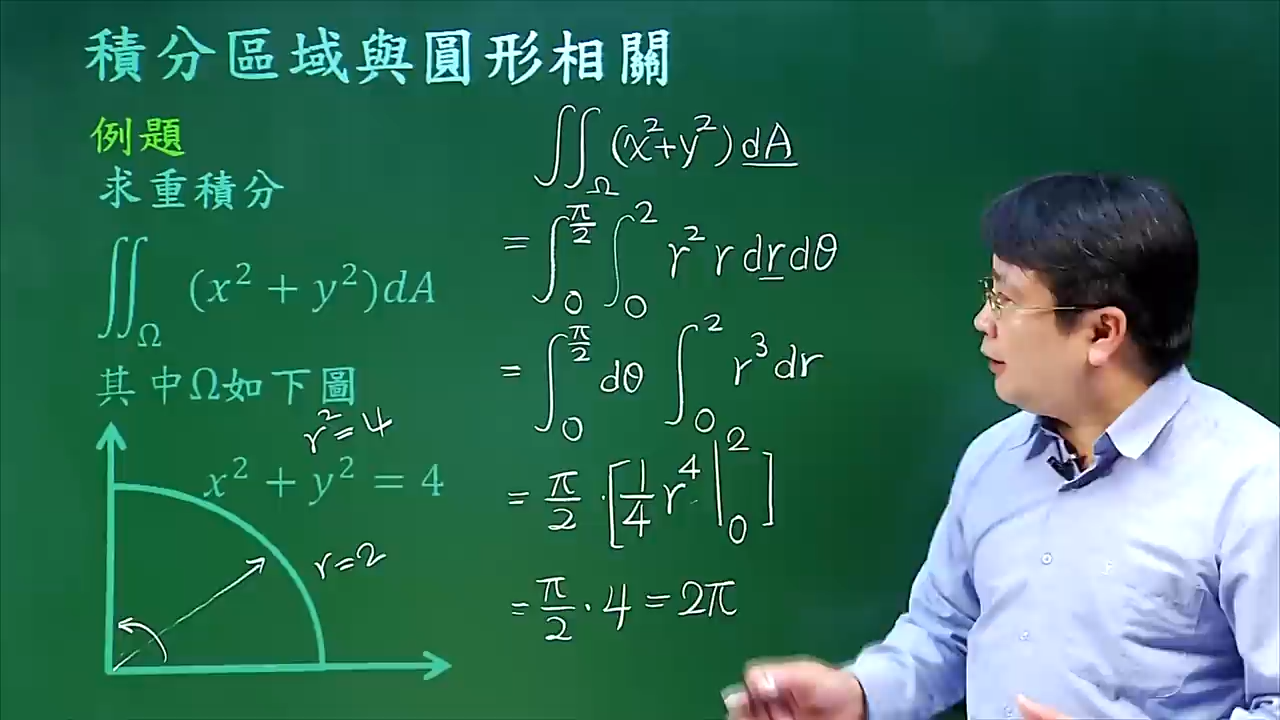 積分區域與圓形相關
例題
求重積分
∬_Ω (x² + y²)dA
其中Ω如下圖
r²=4
x² + y² = 4
r=2
∬_Ω (x²+y²) dA
= ∫_0^{π/2} ∫_0^2 r² r dr dθ
= ∫_0^{π/2} dθ ∫_0^2 r³ dr
= π/2 · [1/4 r⁴ |_0^2]
= π/2 · 4 = 2π